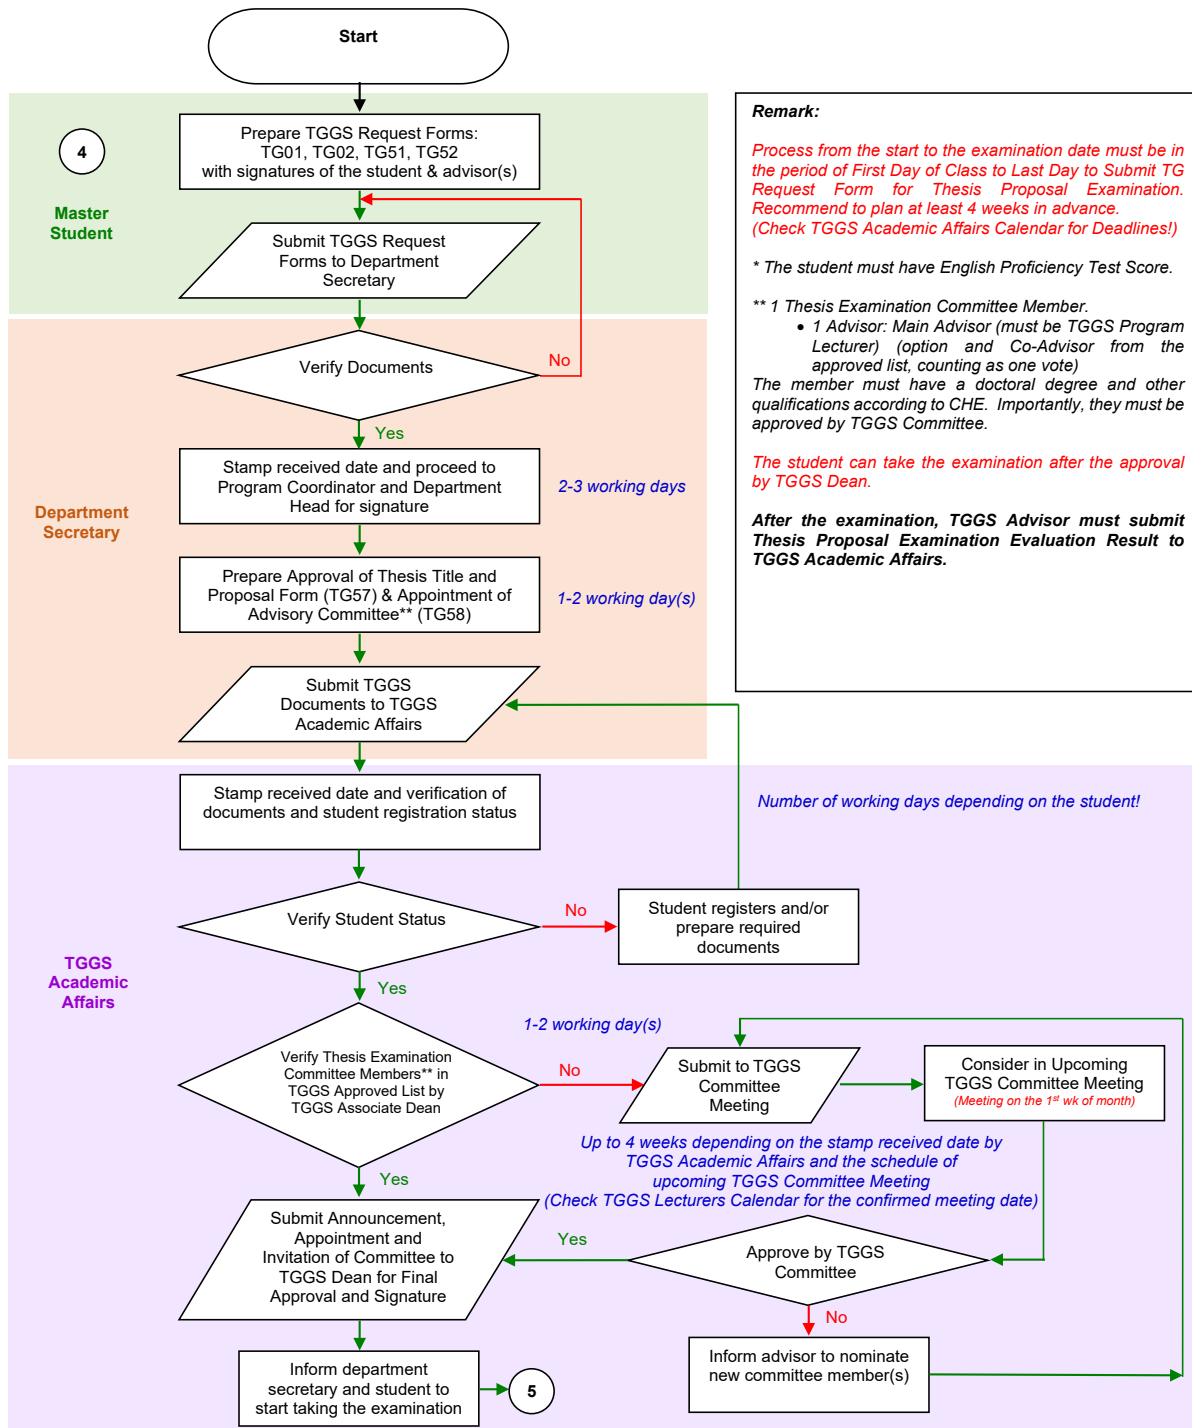 Start
4
Master
Student
Prepare TGGS Request Forms:
TG01, TG02, TG51, TG52
with signatures of the student & advisor(s)
Submit TGGS Request
Forms to Department
Secretary
Verify Documents
No
Yes
Department
Secretary
Stamp received date and proceed to
Program Coordinator and Department
Head for signature
2-3 working days
Prepare Approval of Thesis Title and
Proposal Form (TG57) & Appointment of
Advisory Committee** (TG58)
1-2 working day(s)
Submit TGGS
Documents to TGGS
Academic Affairs
Remark:
Process from the start to the examination date must be in
the period of First Day of Class to Last Day to Submit TG
Request Form for Thesis Proposal Examination.
Recommend to plan at least 4 weeks in advance.
(Check TGGS Academic Affairs Calendar for Deadlines!)
* The student must have English Proficiency Test Score.
** 1 Thesis Examination Committee Member.
• 1 Advisor: Main Advisor (must be TGGS Program
Lecturer) (option and Co-Advisor from the
approved list, counting as one vote)
The member must have a doctoral degree and other
qualifications according to CHE. Importantly, they must be
approved by TGGS Committee.
The student can take the examination after the approval
by TGGS Dean.
After the examination, TGGS Advisor must submit
Thesis Proposal Examination Evaluation Result to
TGGS Academic Affairs.
Stamp received date and verification of
documents and student registration status
Number of working days depending on the student!
Verify Student Status
No
Student registers and/or
prepare required
documents
TGGS
Academic
Affairs
Yes
1-2 working day(s)
Verify Thesis Examination
Committee Members** in
TGGS Approved List by
TGGS Associate Dean
No
Submit to TGGS
Committee
Meeting
Consider in Upcoming
TGGS Committee Meeting
(Meeting on the 1st wk of month)
Up to 4 weeks depending on the stamp received date by
TGGS Academic Affairs and the schedule of
upcoming TGGS Committee Meeting
(Check TGGS Lecturers Calendar for the confirmed meeting date)
Yes
Submit Announcement,
Appointment and
Invitation of Committee to
TGGS Dean for Final
Approval and Signature
Yes
Approve by TGGS
Committee
No
Inform advisor to nominate
new committee member(s)
Inform department
secretary and student to
start taking the examination
5